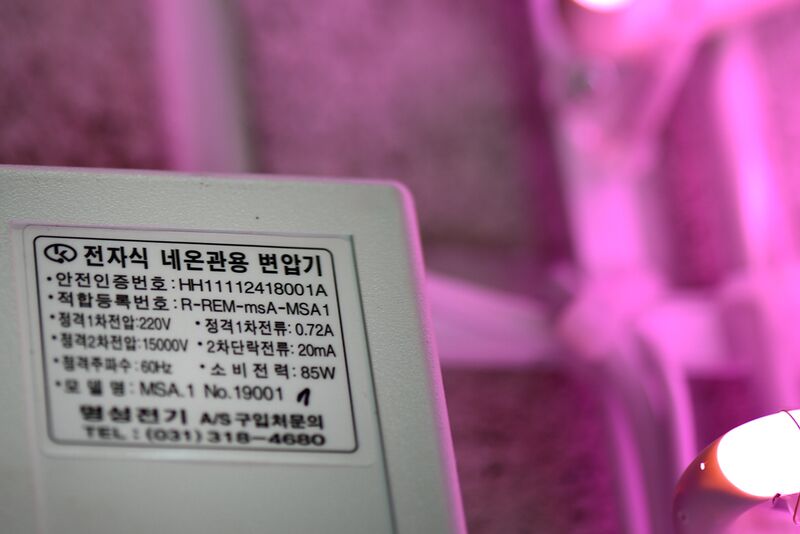 전자식 네온관용 변압기
•안전인증번호:HH11112418001A
•적합등록번호:R-REM-msA-MSA1
•정격1차전압:220V •정격1차전류:0.72A
•정격2차전압:15000V •2차단락전류:20mA
•정격주파수:60Hz •소비전력:85W
•모델명:MSA.1 No.19001 1
명성전기 A/S구입처문의
TEL:(031)318-4680